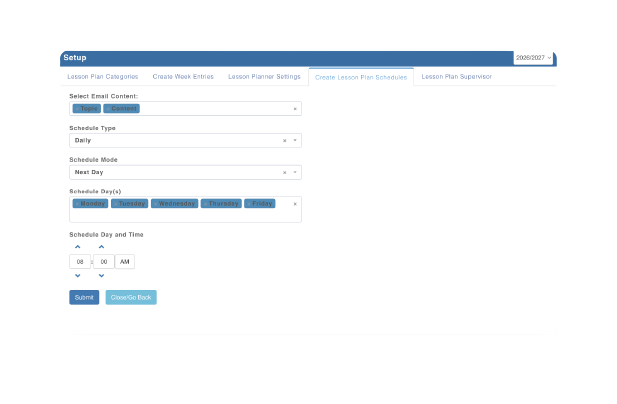 Setup
2026/2027
Lesson Plan Categories Create Week Entries Lesson Planner Settings Create Lesson Plan Schedules Lesson Plan Supervisor
Select Email Content:
× Topic × Content ×
Schedule Type
Daily ×
Schedule Mode
Next Day ×
Schedule Day(s)
× Monday × Tuesday × Wednesday × Thursday × Friday ×
Schedule Day and Time
08 : 00 AM
Submit Close/Go Back